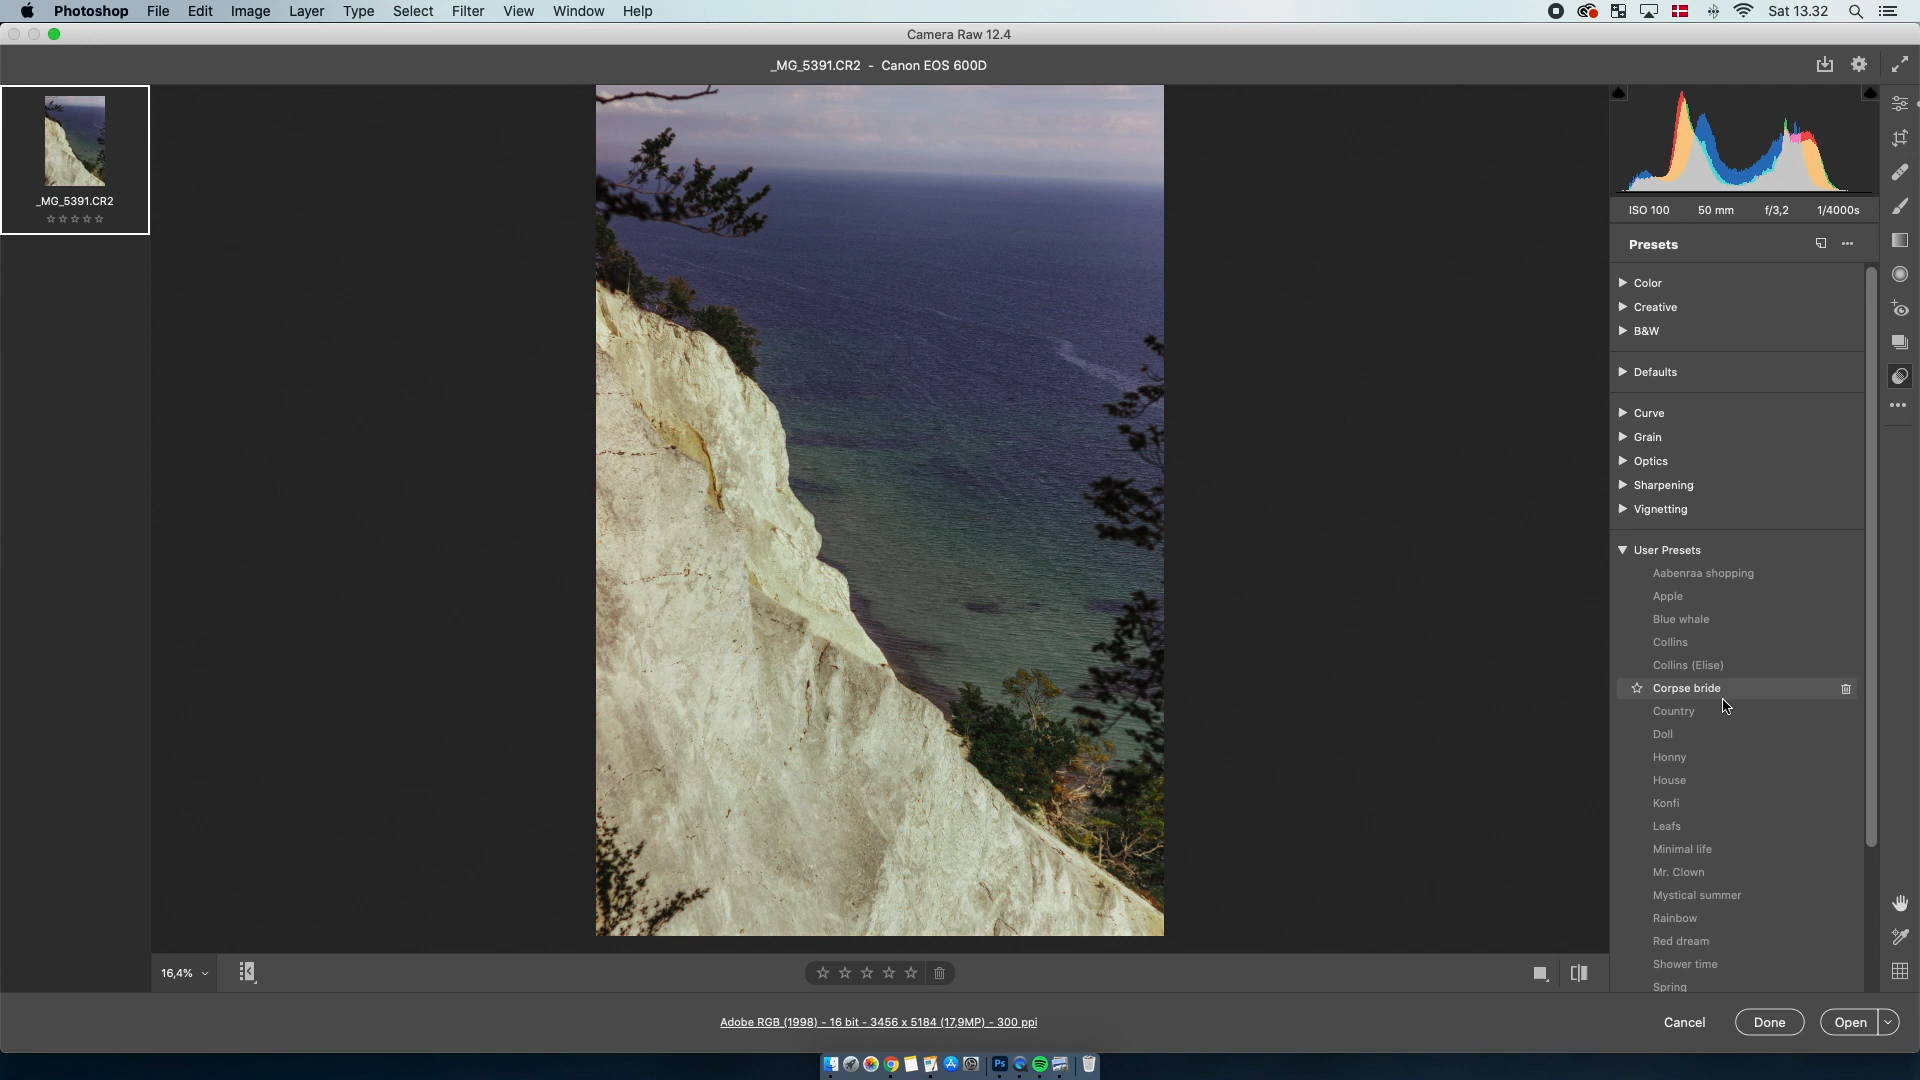 Photoshop File Edit Image Layer Type Select Filter View Window Help Sat 13.32
Camera Raw 12.4
_MG_5391.CR2 - Canon EOS 600D
_MG_5391.CR2
ISO 100 50 mm f/3,2 1/4000s
Presets
Color
Creative
B&W
Defaults
Curve
Grain
Optics
Sharpening
Vignetting
User Presets
Aabenraa shopping
Apple
Blue whale
Collins
Collins (Elise)
Corpse bride
Country
Doll
Honny
House
Konfi
Leafs
Minimal life
Mr. Clown
Mystical summer
Rainbow
Red dream
Shower time
Spring
16,4%
Adobe RGB (1998) - 16 bit - 3456 x 5184 (17,9MP) - 300 ppi
Cancel Done Open
Ps